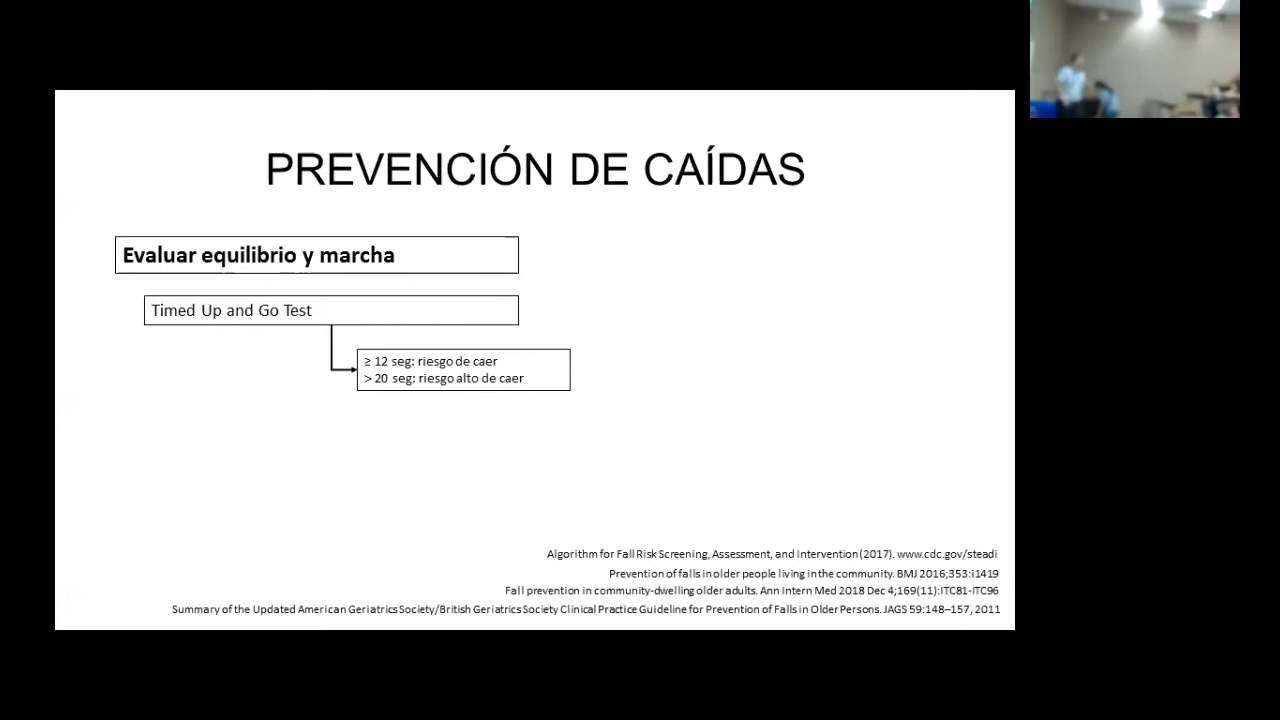 PREVENCIÓN DE CAÍDAS
Evaluar equilibrio y marcha
Timed Up and Go Test
≥ 12 seg: riesgo de caer
> 20 seg: riesgo alto de caer
Algorithm for Fall Risk Screening, Assessment, and Intervention (2017). www.cdc.gov/steadi
Prevention of falls in older people living in the community. BMJ 2016;353:i1419
Fall prevention in community-dwelling older adults. Ann Intern Med 2018 Dec 4;169(11):ITC81-ITC96
Summary of the Updated American Geriatrics Society/British Geriatrics Society Clinical Practice Guideline for Prevention of Falls in Older Persons. JAGS 59:148–157, 2011